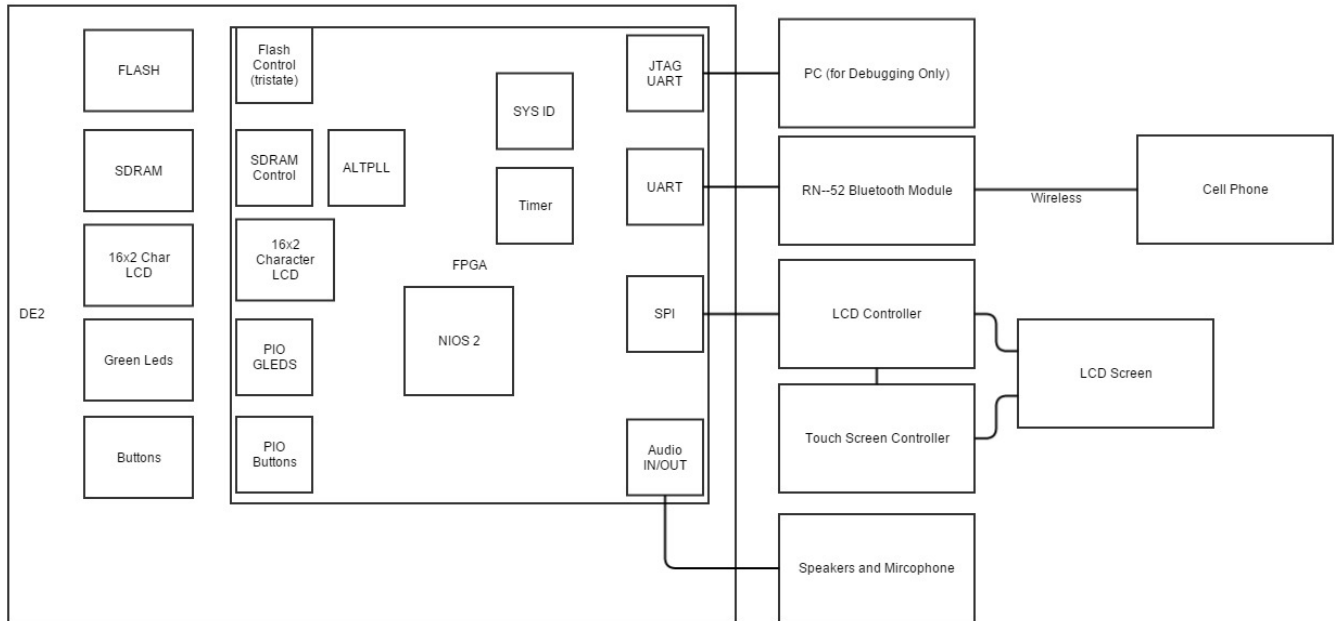 DE2
FLASH
SDRAM
16x2 Char
LCD
Green Leds
Buttons
Flash
Control
(tristate)
SDRAM
Control
ALTPLL
16x2
Character
LCD
PIO
GLEDS
PIO
Buttons
SYS ID
Timer
FPGA
NIOS 2
JTAG
UART
UART
SPI
Audio
IN/OUT
PC (for Debugging Only)
RN--52 Bluetooth Module
Wireless
Cell Phone
LCD Controller
LCD Screen
Touch Screen Controller
Speakers and Mircophone